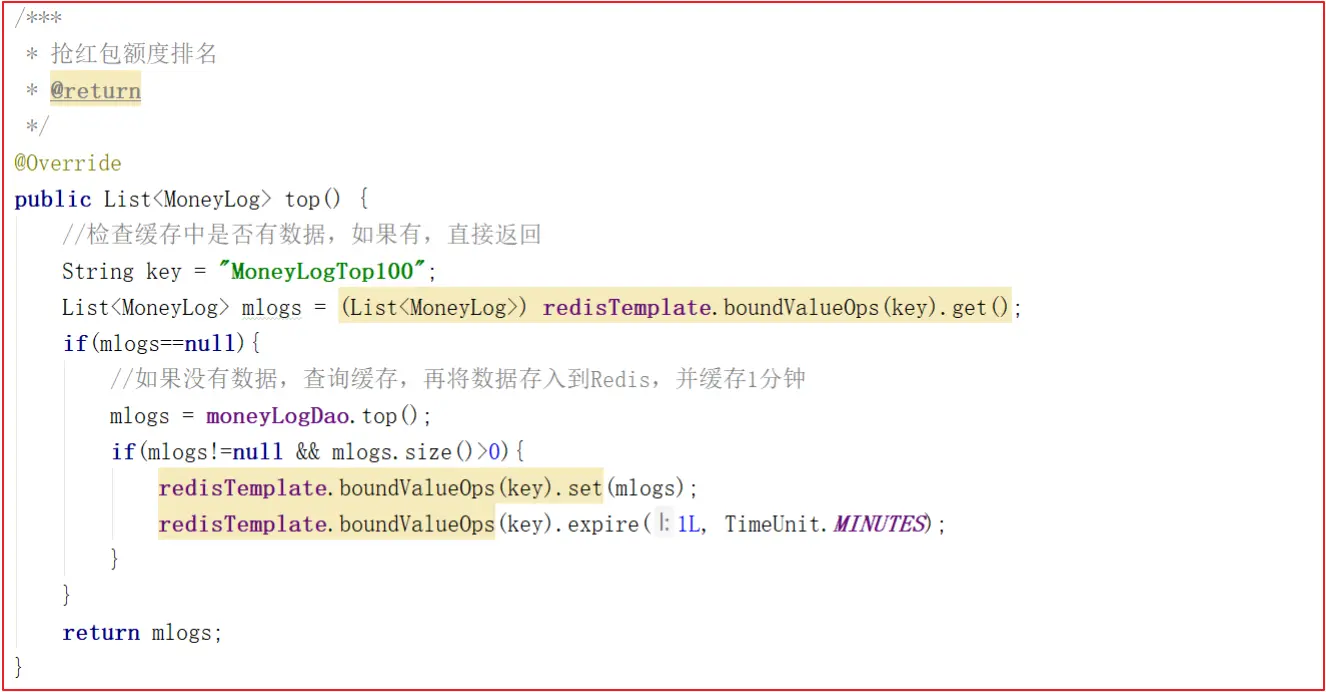 /***
 * 抢红包额度排名
 * @return
 */
@Override
public List<MoneyLog> top() {
    //检查缓存中是否有数据，如果有，直接返回
    String key = "MoneyLogTop100";
    List<MoneyLog> mlogs = (List<MoneyLog>) redisTemplate.boundValueOps(key).get();
    if(mlogs==null){
        //如果没有数据，查询缓存，再将数据存入到Redis，并缓存1分钟
        mlogs = moneyLogDao.top();
        if(mlogs!=null && mlogs.size()>0){
            redisTemplate.boundValueOps(key).set(mlogs);
            redisTemplate.boundValueOps(key).expire( l: 1L, TimeUnit.MINUTES);
        }
    }
    return mlogs;
}